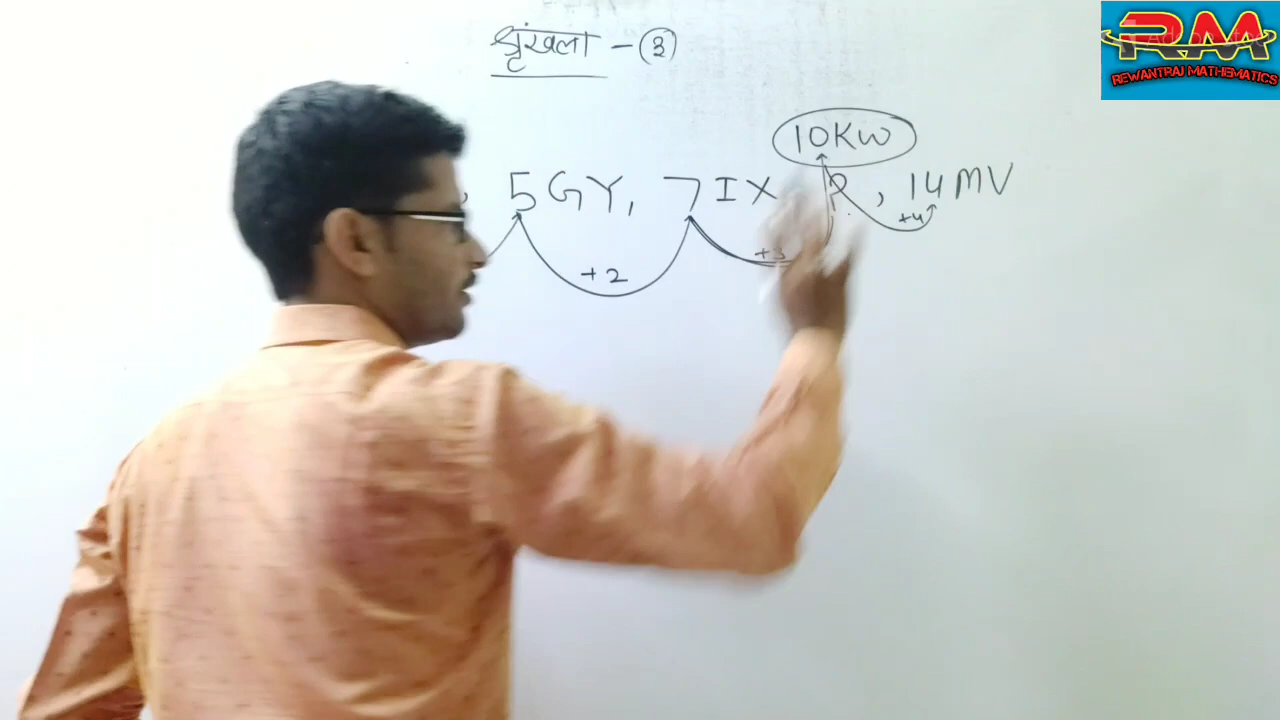 श्रृंखला - ③
10KW
, 5GY, 7IX ? , 14MV
+2 +3 +4
RM
REWANTRAJ MATHEMATICS